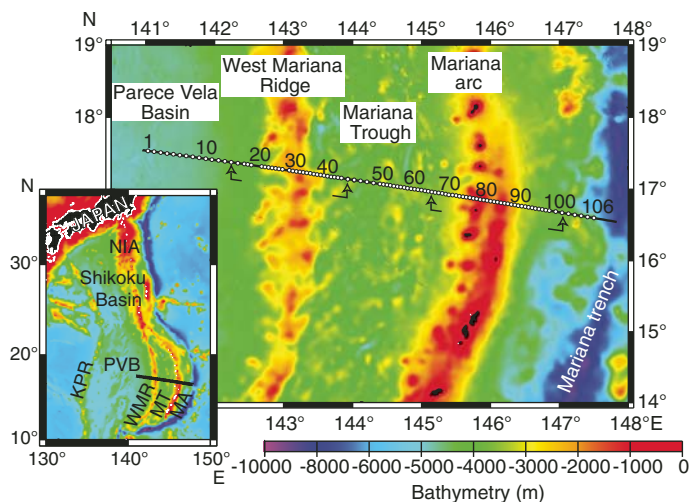 N 141° 142° 143° 144° 145° 146° 147° 148°
19° 19°
West Mariana
Ridge
Mariana
arc
Parece Vela
Basin
Mariana
Trough
18° 18°
1 10 20 30 40 50 60 70 80 90 100 106
17° 17°
16°
15°
14°
Mariana trench
N
JAPAN
NIA
30°
Shikoku
Basin
20°
PVB
KPR
WMR
MT
MA
10°
130° 140° 150°
E
143° 144° 145° 146° 147° 148° E
-10000 -8000 -6000 -5000 -4000 -3000 -2000 -1000 0
Bathymetry (m)